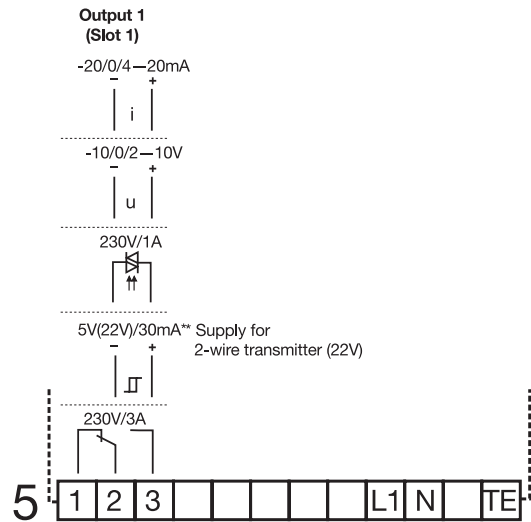 Output 1
(Slot 1)
-20/0/4—20mA
− +
i
-10/0/2—10V
− +
u
230V/1A
5V(22V)/30mA** Supply for
2-wire transmitter (22V)
− +
230V/3A
5 1 2 3 L1 N TE